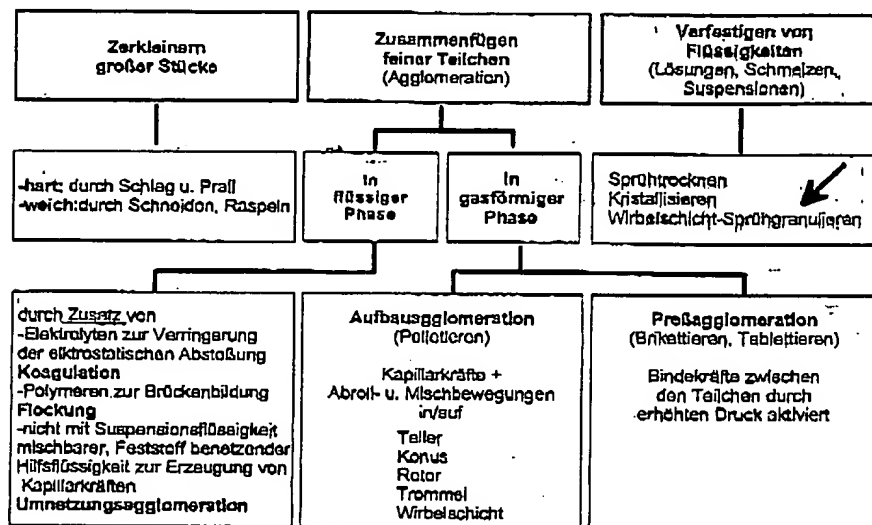 Zerkleinern
großer Stücke
Zusammenfügen
feiner Teilchen
(Agglomeration)
Verfestigen von
Flüssigkeiten
(Lösungen, Schmelzen,
Suspensionen)
-hart: durch Schlag u. Prall
-weich:durch Schneiden, Raspeln
In
flüssiger
Phase
In
gasförmiger
Phase
Sprühtrocknen
Kristallisieren
Wirbelschicht-Sprühgranulieren
durch Zusatz von
-Elektrolyten zur Verringerung
der elktrostatischen Abstoßung
Koagulation
-Polymeren zur Brückenbildung
Flockung
-nicht mit Suspensionsflüssigkeit
mischbarer, Feststoff benetzender
Hilfsflüssigkeit zur Erzeugung von
Kapillarkräften
Umnetzungsagglomeration
Aufbauagglomeration
(Pelletieren)
Kapillarkräfte +
Abroll- u. Mischbewegungen
in/auf
Teller
Konus
Rotor
Trommel
Wirbelschicht
Preßagglomeration
(Brikettieren, Tablettieren)
Bindekräfte zwischen
den Teilchen durch
erhöhten Druck aktiviert